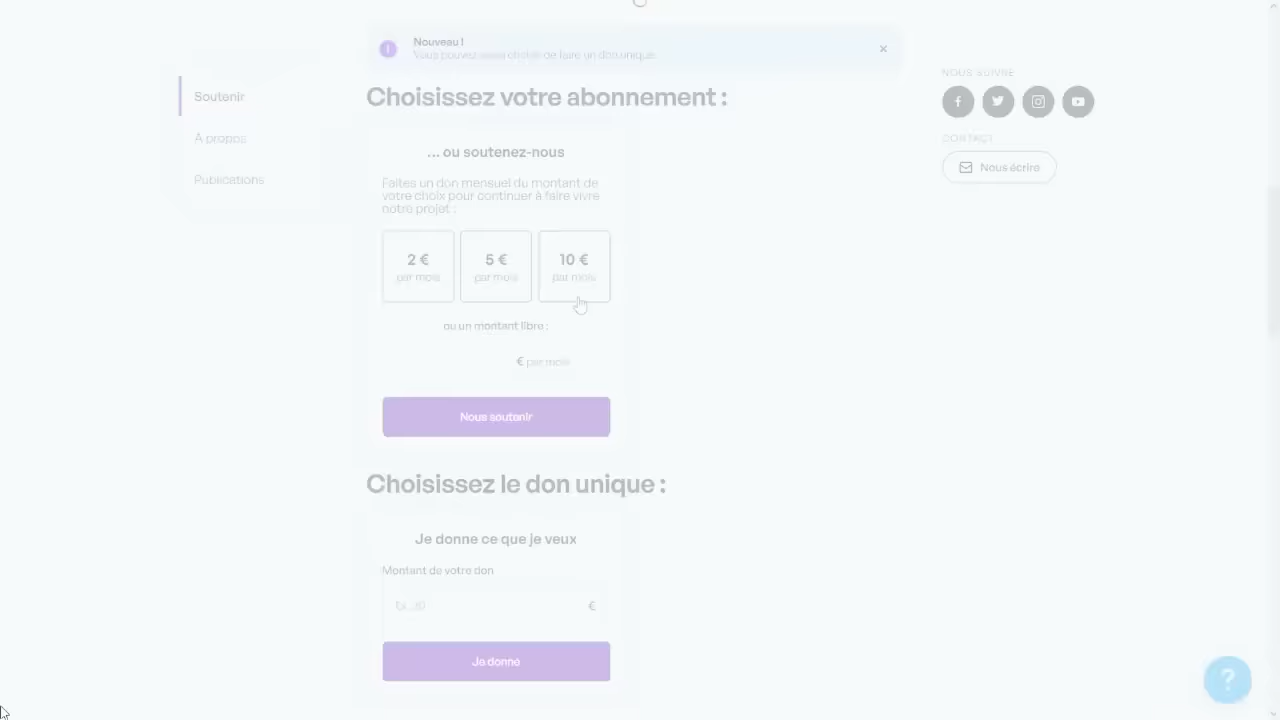 Nouveau !
Vous pouvez aussi choisir de faire un don unique
Soutenir
À propos
Publications
Choisissez votre abonnement :
... ou soutenez-nous
Faites un don mensuel du montant de
votre choix pour continuer à faire vivre
notre projet :
2 €
par mois
5 €
par mois
10 €
par mois
ou un montant libre :
€ par mois
Nous soutenir
Choisissez le don unique :
Je donne ce que je veux
Montant de votre don
€
Je donne
NOUS SUIVRE
CONTACT
Nous écrire
?